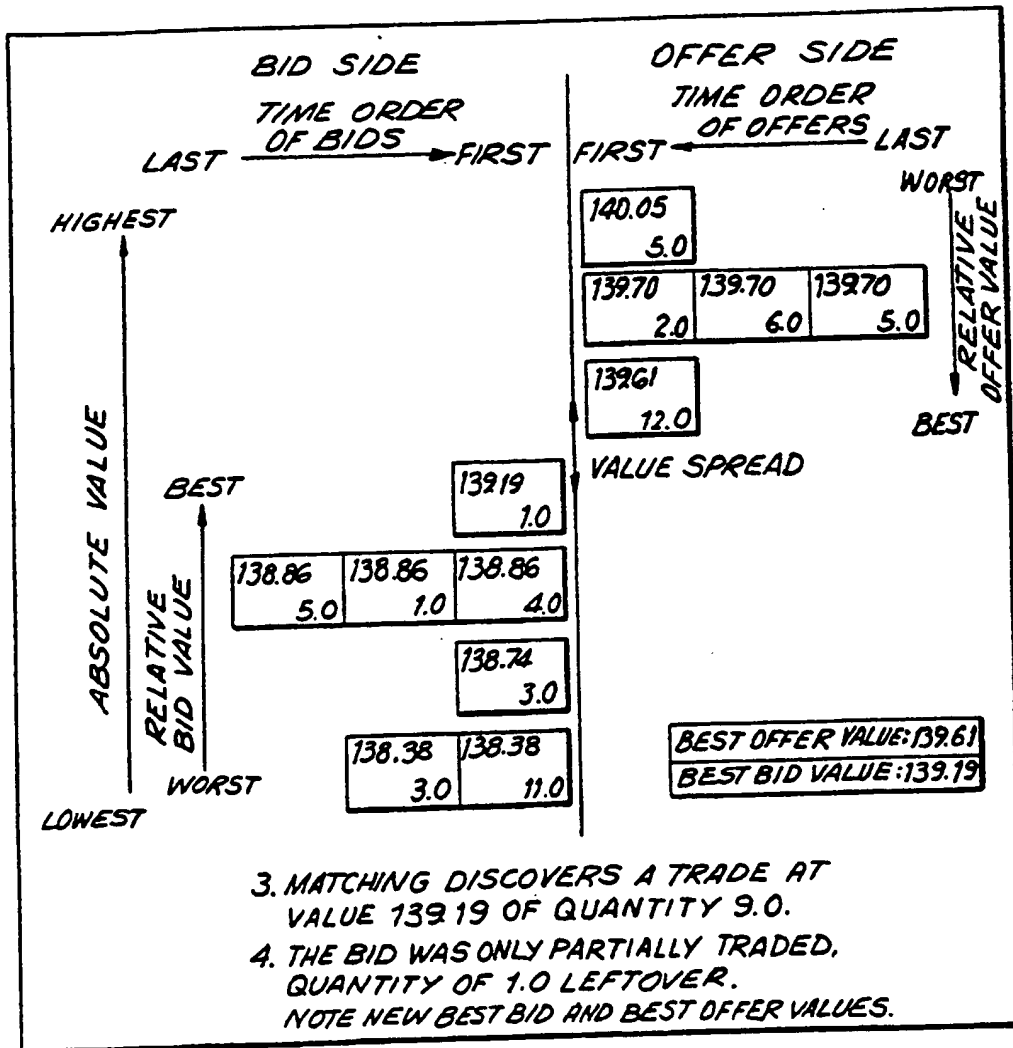 BID SIDE
OFFER SIDE
TIME ORDER
OF BIDS
LAST
FIRST
TIME ORDER
OF OFFERS
FIRST
LAST
HIGHEST
LOWEST
ABSOLUTE VALUE
BEST
WORST
RELATIVE
BID VALUE
WORST
BEST
RELATIVE
OFFER VALUE
140.05
5.0
139.70 139.70 139.70
2.0 6.0 5.0
139.61
12.0
VALUE SPREAD
139.19
1.0
138.86 138.86 138.86
5.0 1.0 4.0
138.74
3.0
138.38 138.38
3.0 11.0
BEST OFFER VALUE:139.61
BEST BID VALUE:139.19
3. MATCHING DISCOVERS A TRADE AT
VALUE 139.19 OF QUANTITY 9.0.
4. THE BID WAS ONLY PARTIALLY TRADED,
QUANTITY OF 1.0 LEFTOVER.
NOTE NEW BEST BID AND BEST OFFER VALUES.